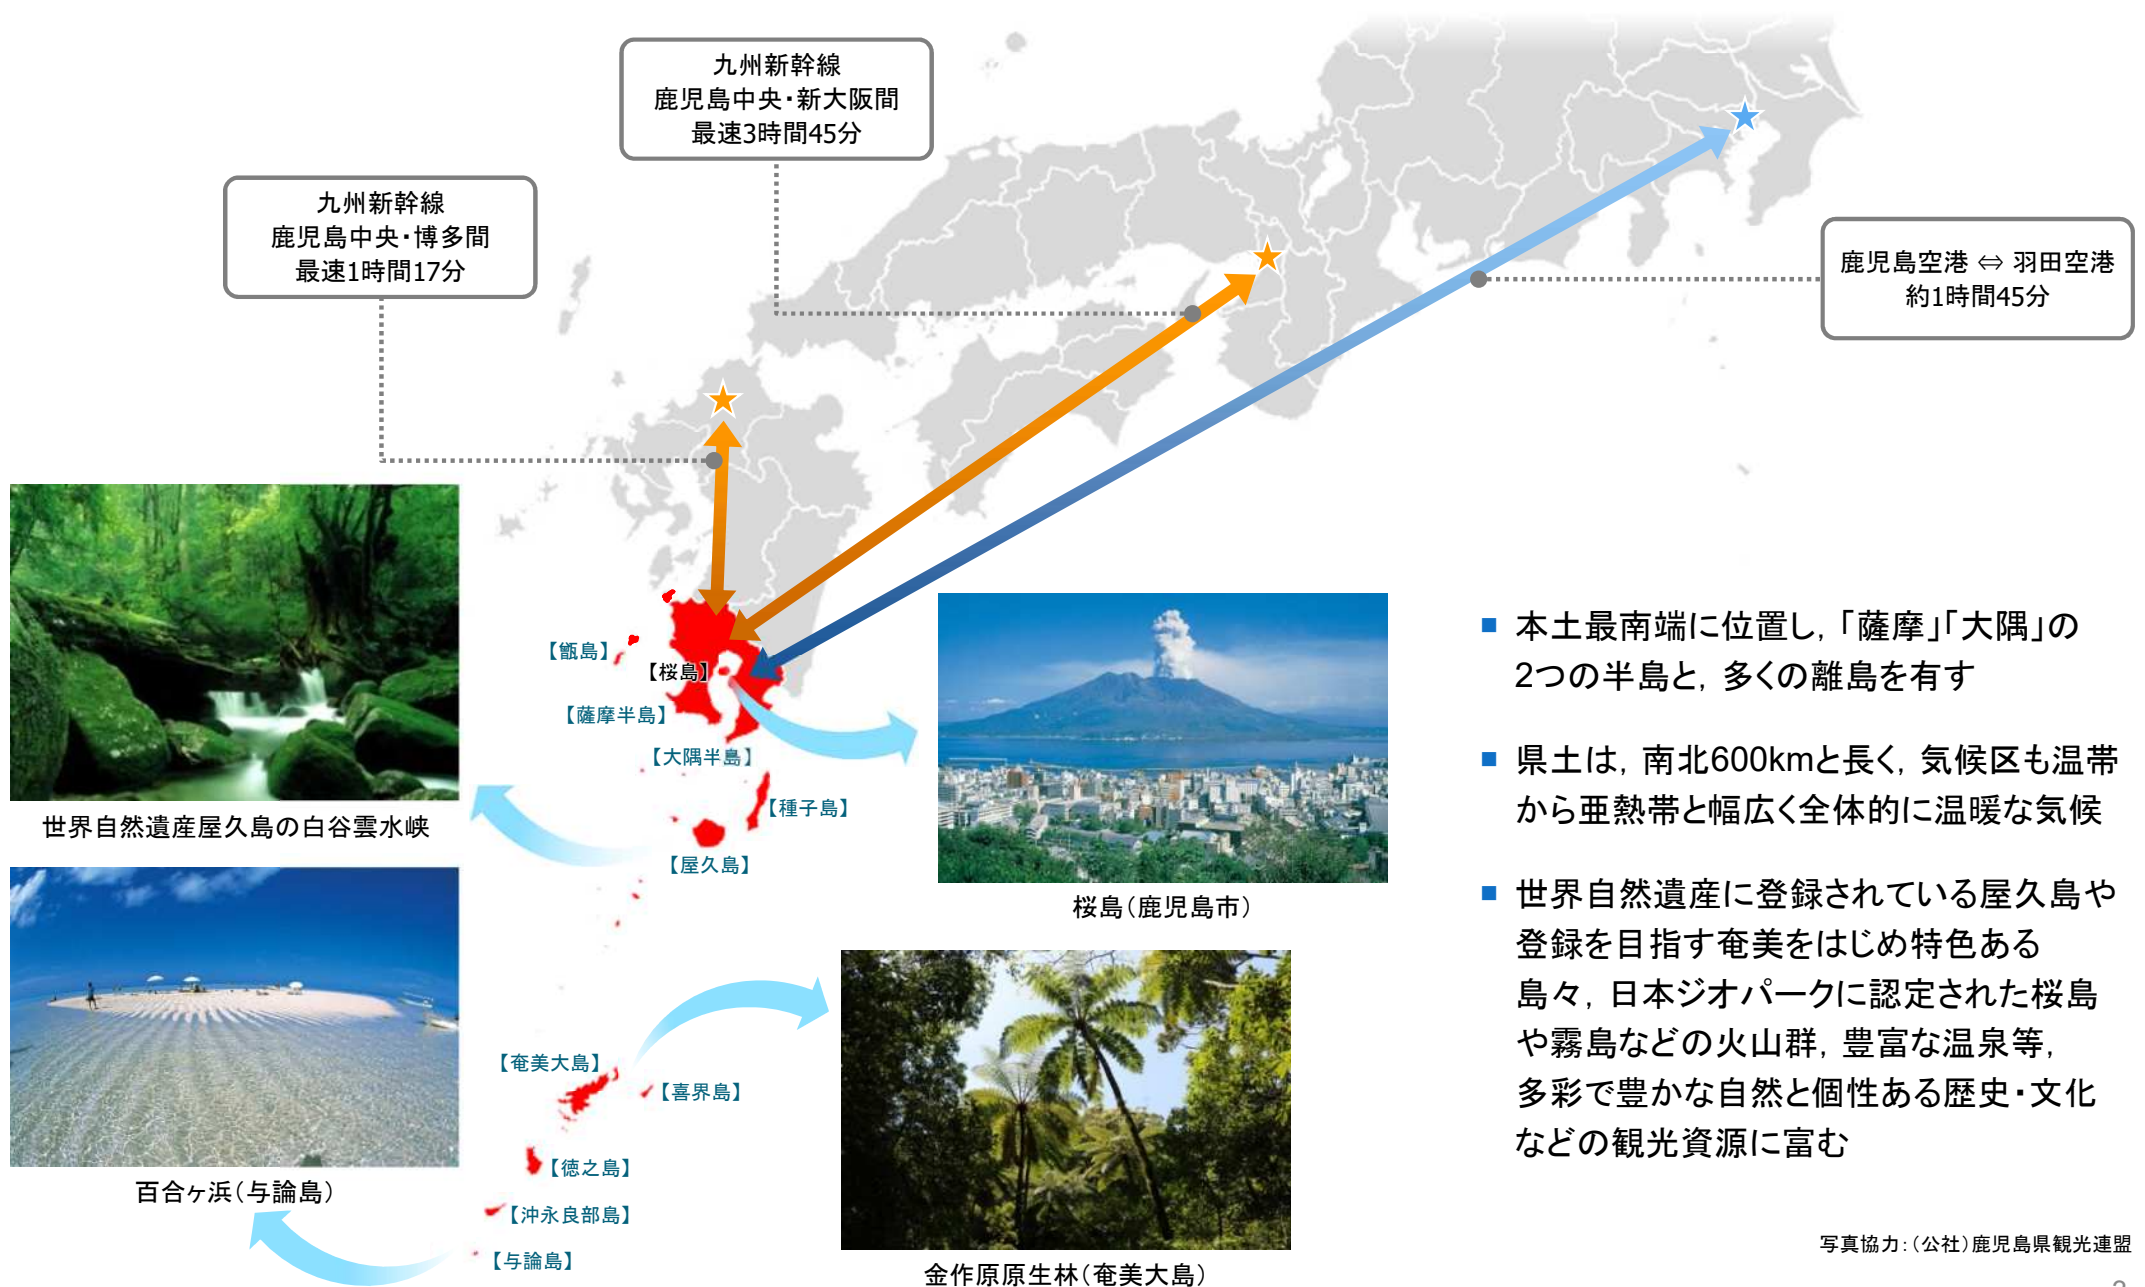 九州新幹線
鹿児島中央・新大阪間
最速3時間45分
九州新幹線
鹿児島中央・博多間
最速1時間17分
鹿児島空港 ⇔ 羽田空港
約1時間45分
【甑島】
【桜島】
【薩摩半島】
【大隅半島】
【種子島】
【屋久島】
世界自然遺産屋久島の白谷雲水峡
桜島（鹿児島市）
【奄美大島】
【喜界島】
【徳之島】
【沖永良部島】
【与論島】
百合ヶ浜（与論島）
金作原原生林（奄美大島）
■ 本土最南端に位置し，「薩摩」「大隅」の
2つの半島と，多くの離島を有す
■ 県土は，南北600kmと長く，気候区も温帯
から亜熱帯と幅広く全体的に温暖な気候
■ 世界自然遺産に登録されている屋久島や
登録を目指す奄美をはじめ特色ある
島々，日本ジオパークに認定された桜島
や霧島などの火山群，豊富な温泉等，
多彩で豊かな自然と個性ある歴史・文化
などの観光資源に富む
写真協力：（公社）鹿児島県観光連盟